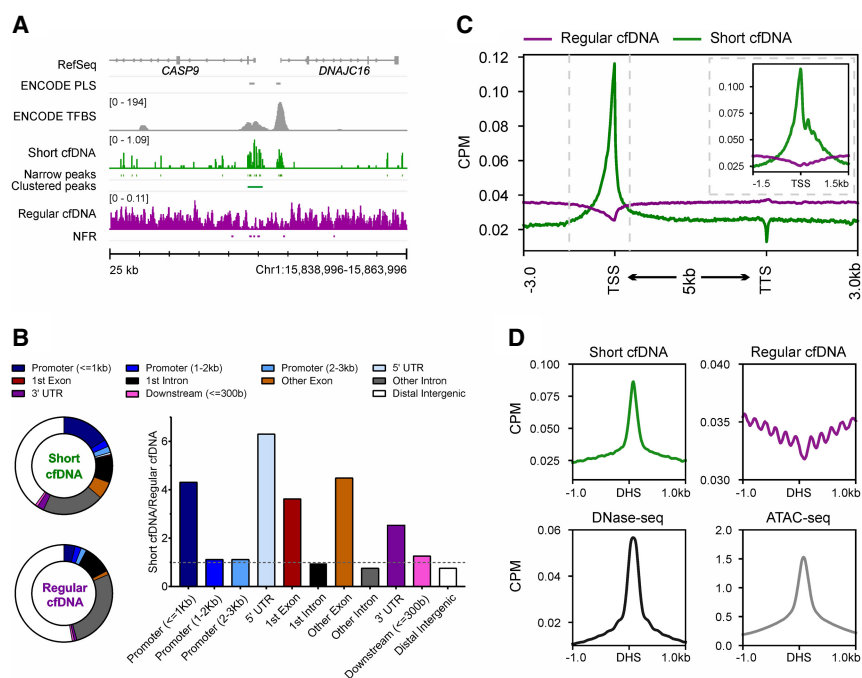 A
RefSeq
CASP9
DNAJC16
ENCODE PLS
ENCODE TFBS
[0 - 194]
[0 - 1.09]
Short cfDNA
Narrow peaks
Clustered peaks
[0 - 0.11]
Regular cfDNA
NFR
25 kb
Chr1:15,838,996-15,863,996
B
Promoter (<=1kb)
Promoter (1-2kb)
Promoter (2-3kb)
5' UTR
1st Exon
1st Intron
Other Exon
Other Intron
3' UTR
Downstream (<=300b)
Distal Intergenic
Short
cfDNA
Regular
cfDNA
Short cfDNA/Regular cfDNA
6
4
2
1
0
Promoter (<=1Kb)
Promoter (1-2Kb)
Promoter (2-3Kb)
5' UTR
1st Exon
1st Intron
Other Exon
Other Intron
3' UTR
Downstream (<=300b)
Distal Intergenic
C
Regular cfDNA
Short cfDNA
CPM
0.12
0.10
0.08
0.06
0.04
0.02
-3.0
TSS
5kb
TTS
3.0kb
0.100
0.075
0.050
0.025
-1.5
TSS
1.5kb
D
Short cfDNA
CPM
0.100
0.075
0.050
0.025
-1.0
DHS
1.0kb
Regular cfDNA
0.040
0.035
0.030
-1.0
DHS
1.0kb
DNase-seq
CPM
0.06
0.04
0.02
-1.0
DHS
1.0kb
ATAC-seq
2.0
1.5
1.0
0.5
0.0
-1.0
DHS
1.0kb